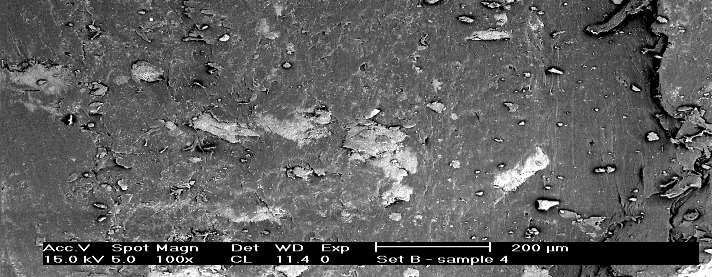 Acc.V Spot Magn Det WD Exp 200 µm
15.0 kV 5.0 100x CL 11.4 0 Set B - sample 4